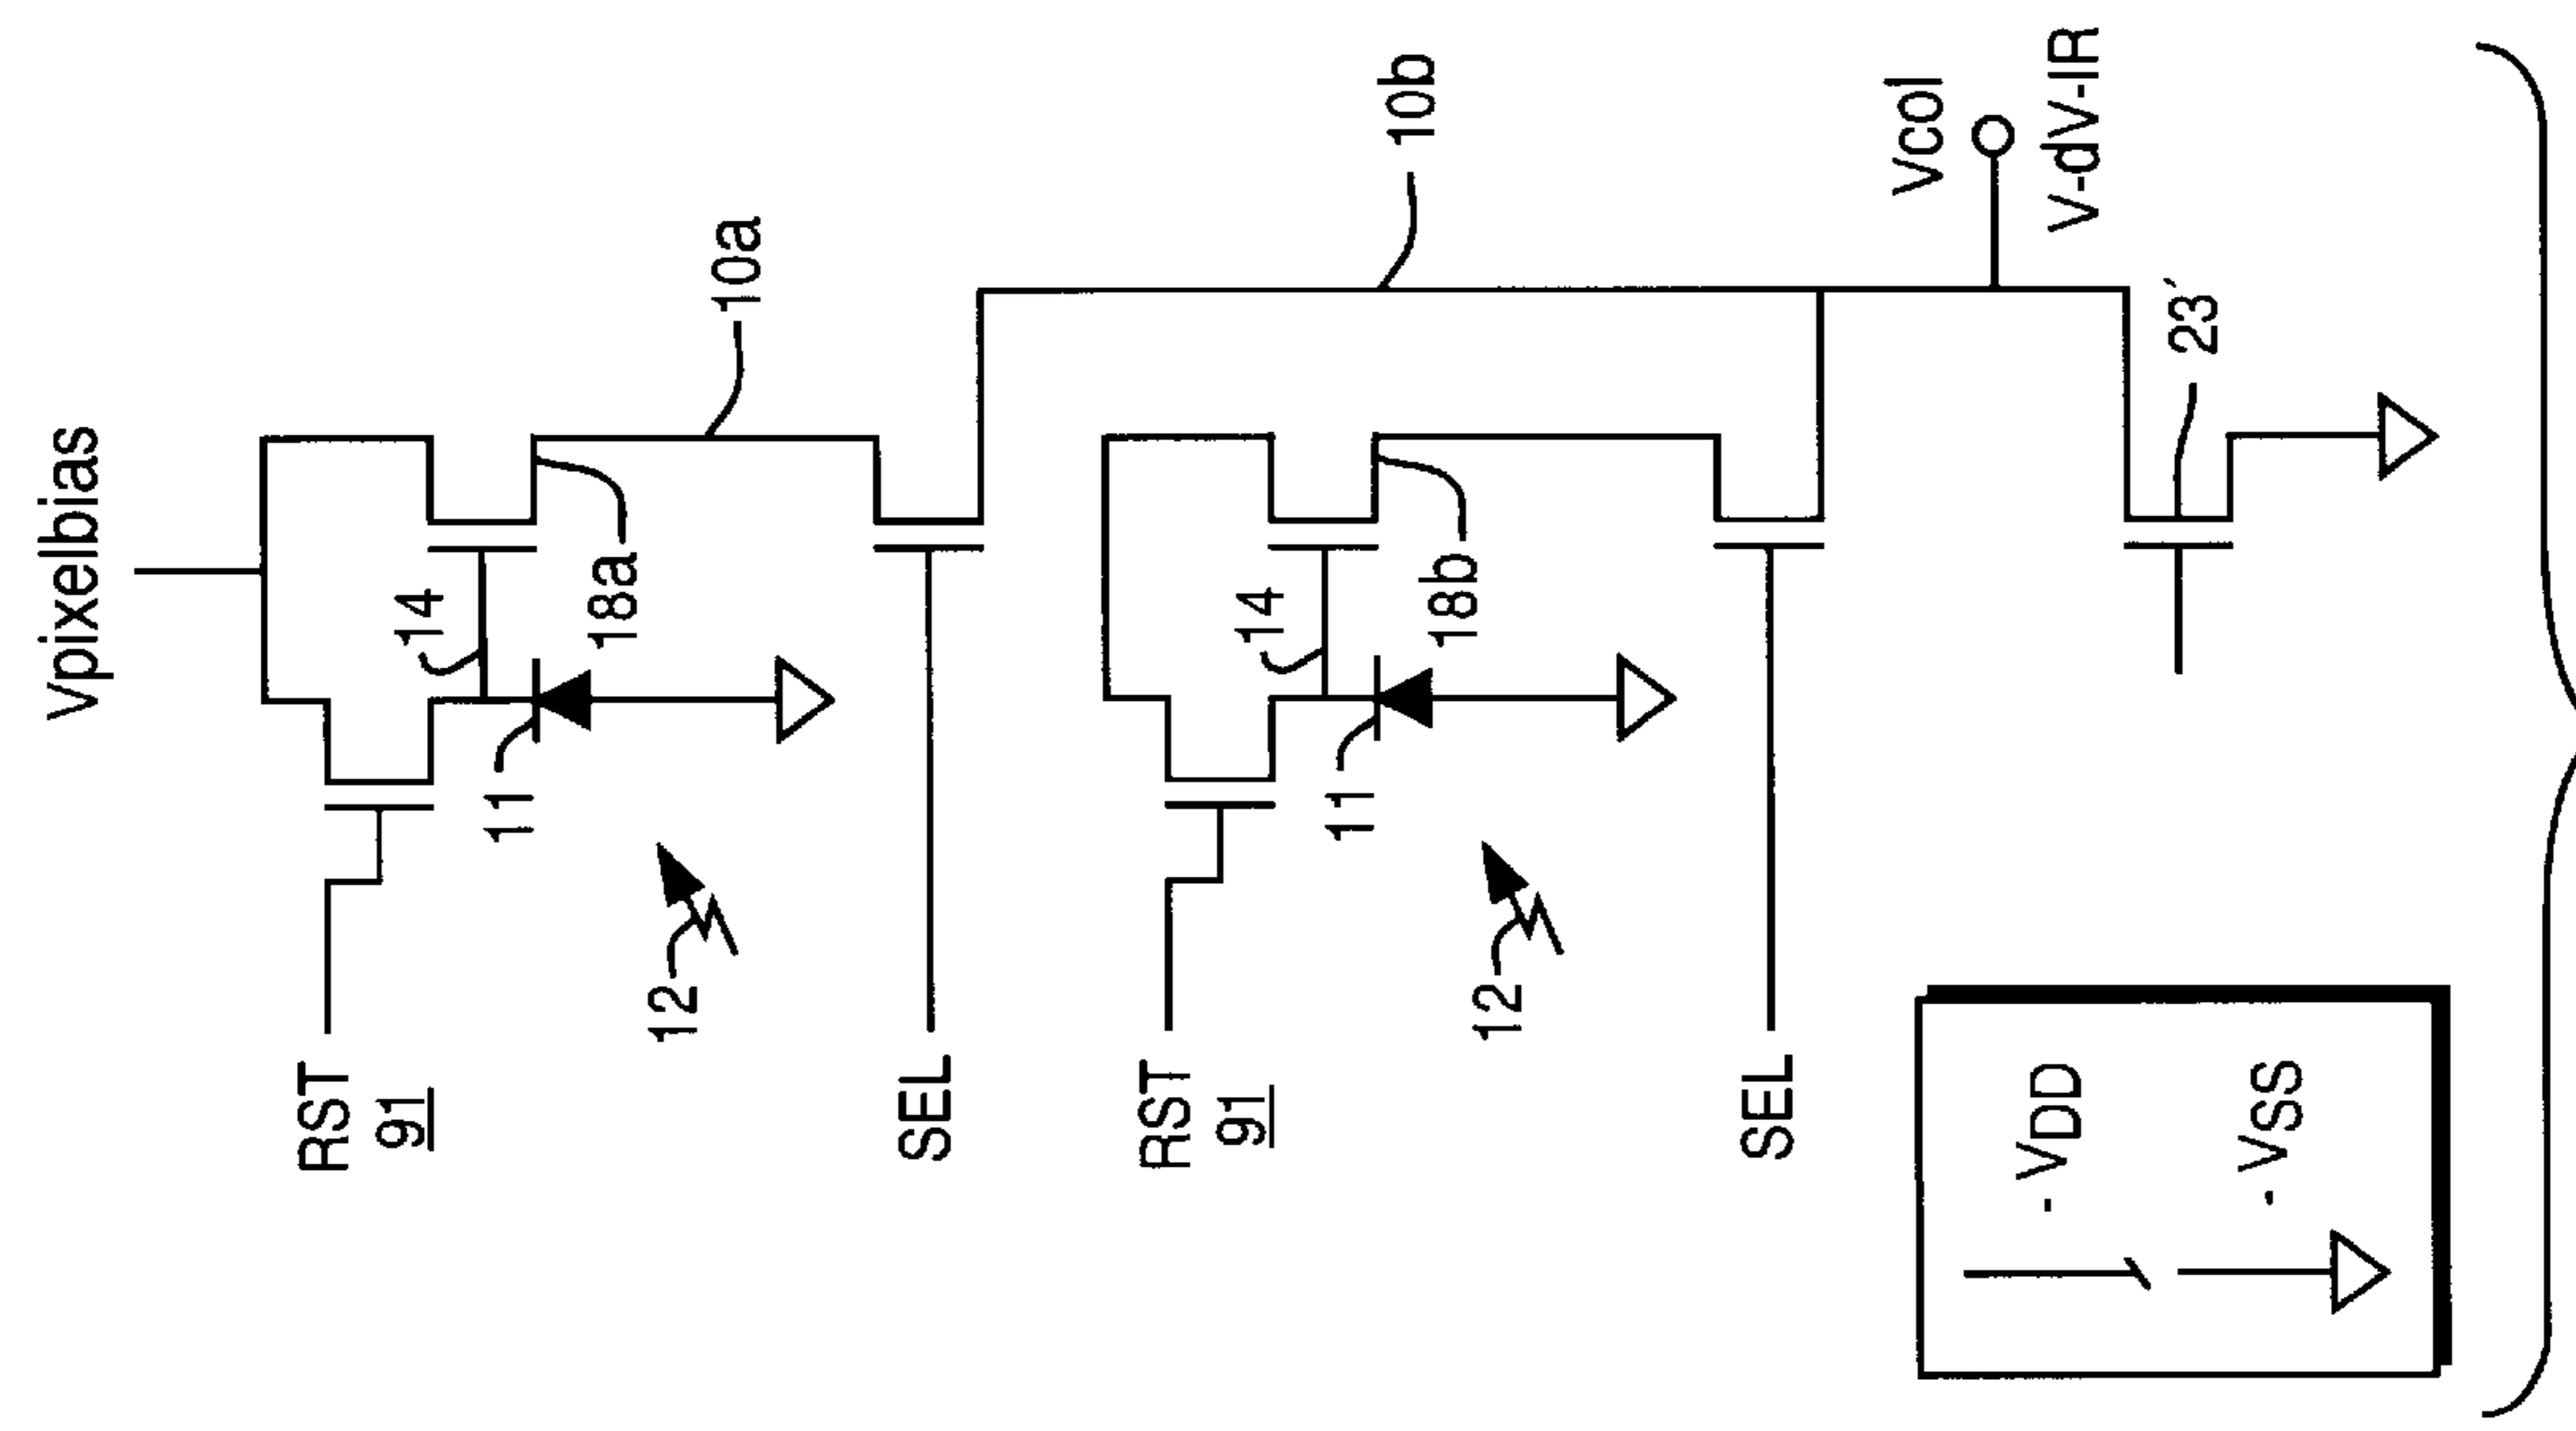 Vpixelbias
RST
91
14
11
18a
10a
12
SEL
10b
RST
91
14
11
18b
12
SEL
Vcol
V-dV-IR
23′
- VDD
- VSS